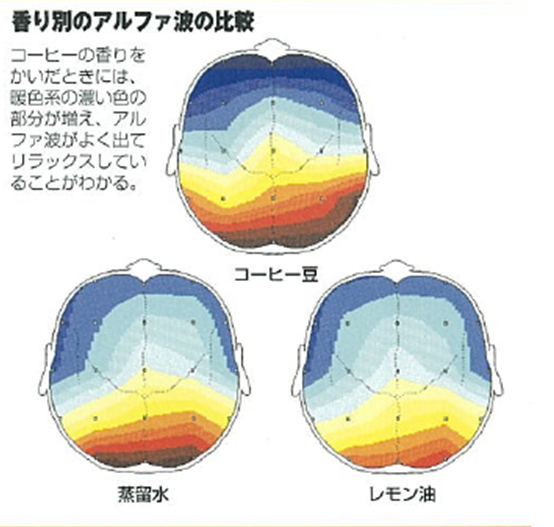 香り別のアルファ波の比較
コーヒーの香りを
かいだときには、
暖色系の濃い色の
部分が増え、アル
ファ波がよく出て
リラックスしてい
ることがわかる。
コーヒー豆
蒸留水
レモン油